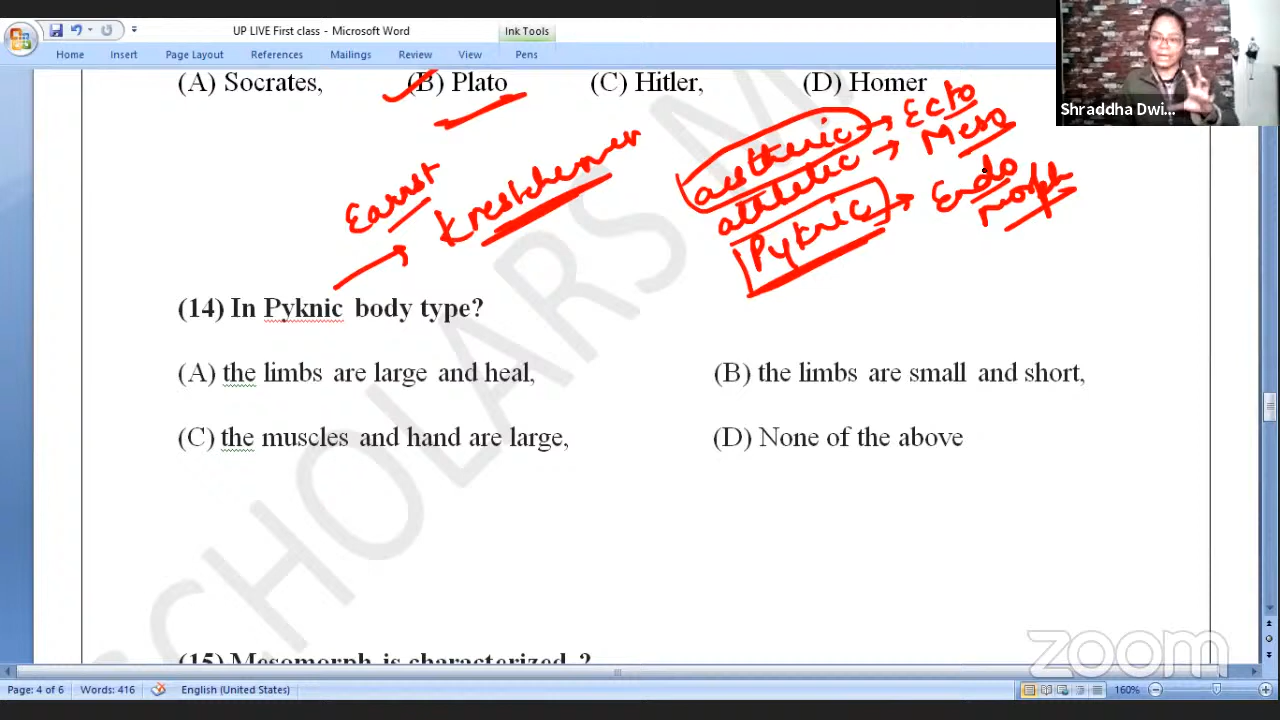 UP LIVE First class - Microsoft Word
Ink Tools
Home Insert Page Layout References Mailings Review View Pens
Shraddha Dwi...
(A) Socrates, (B) Plato (C) Hitler, (D) Homer
aestheric → Ecto
athletic → Meso
Pyknic → Endo
morph
Earnst
Krestchemer
(14) In Pyknic body type?
(A) the limbs are large and heal, (B) the limbs are small and short,
(C) the muscles and hand are large, (D) None of the above
(15) Mesomorph is characterized ?
SCHOLARS M
zoom
Page: 4 of 6 Words: 416 English (United States) 160%